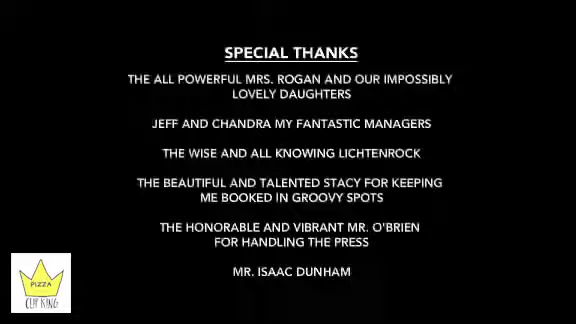 SPECIAL THANKS
THE ALL POWERFUL MRS. ROGAN AND OUR IMPOSSIBLY
LOVELY DAUGHTERS
JEFF AND CHANDRA MY FANTASTIC MANAGERS
THE WISE AND ALL KNOWING LICHTENROCK
THE BEAUTIFUL AND TALENTED STACY FOR KEEPING
ME BOOKED IN GROOVY SPOTS
THE HONORABLE AND VIBRANT MR. O'BRIEN
FOR HANDLING THE PRESS
MR. ISAAC DUNHAM
PIZZA
CLIP KING